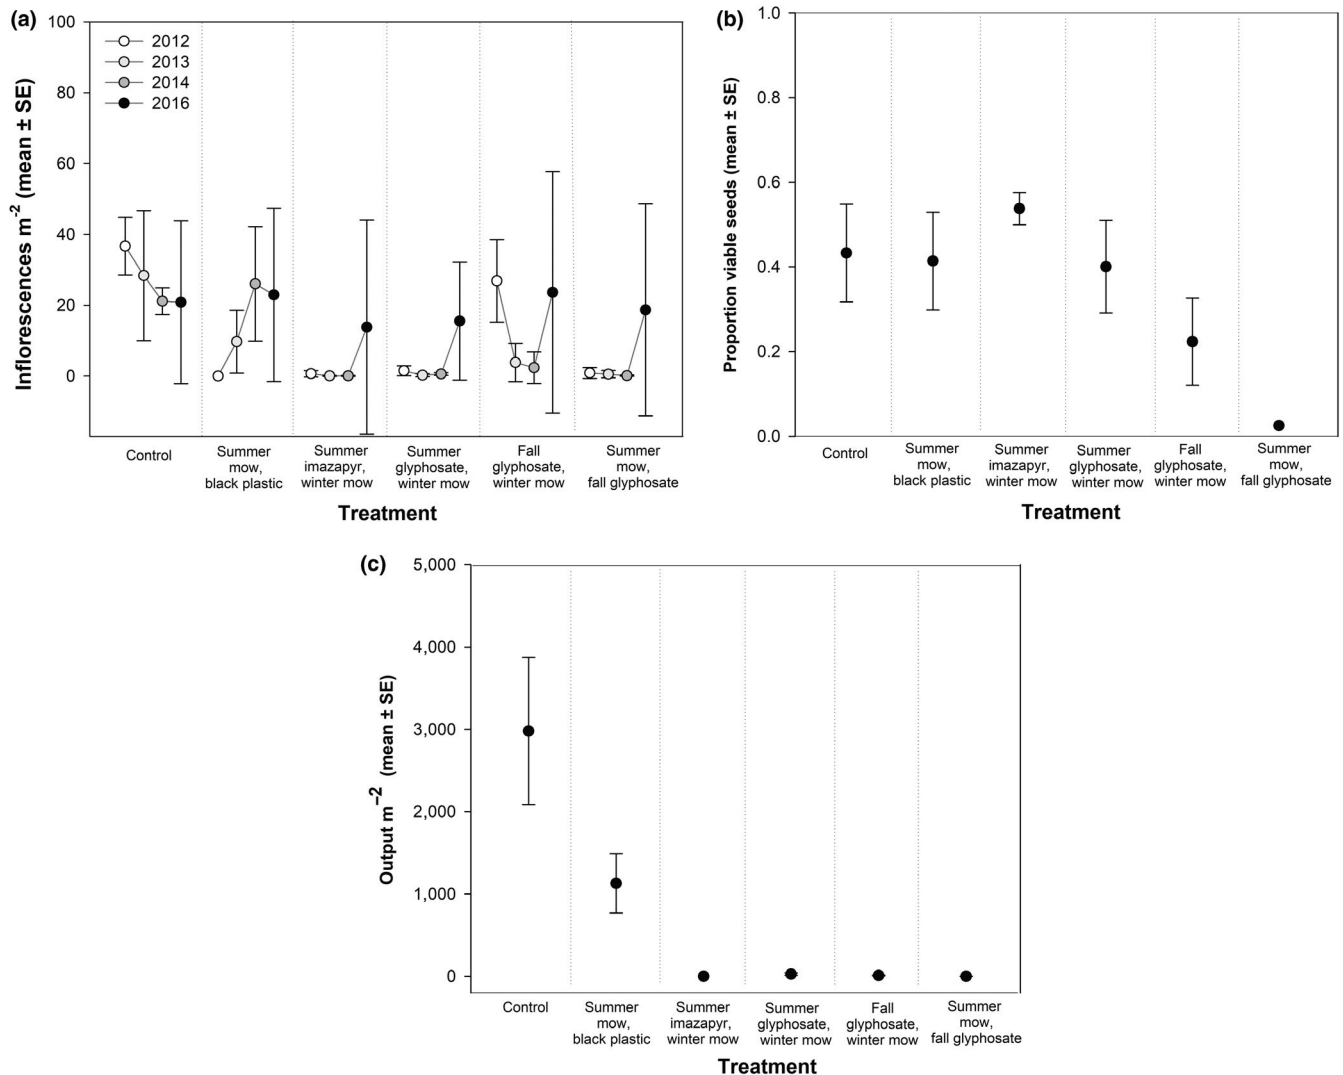 (a)
100
80
60
40
20
0
Inflorescences m-2 (mean ± SE)
2012
2013
2014
2016
Control
Summer
mow,
black plastic
Summer
imazapyr,
winter mow
Summer
glyphosate,
winter mow
Fall
glyphosate,
winter mow
Summer
mow,
fall glyphosate
Treatment
(b)
1.0
0.8
0.6
0.4
0.2
0.0
Proportion viable seeds (mean ± SE)
Control
Summer
mow,
black plastic
Summer
imazapyr,
winter mow
Summer
glyphosate,
winter mow
Fall
glyphosate,
winter mow
Summer
mow,
fall glyphosate
Treatment
(c)
5,000
4,000
3,000
2,000
1,000
0
Output m−2 (mean ± SE)
Control
Summer
mow,
black plastic
Summer
imazapyr,
winter mow
Summer
glyphosate,
winter mow
Fall
glyphosate,
winter mow
Summer
mow,
fall glyphosate
Treatment